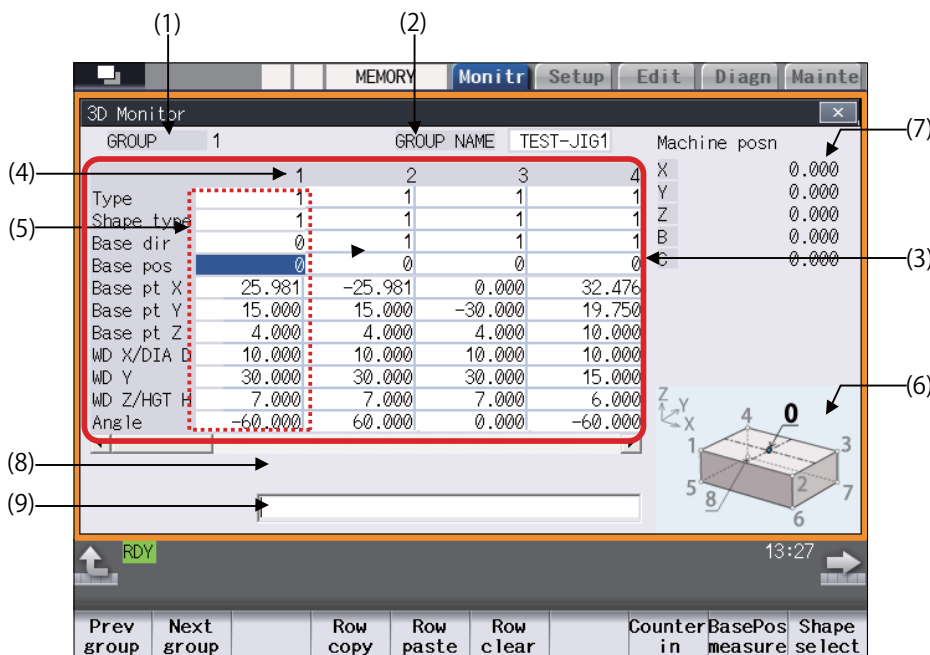 (1) (2)
MEMORY Monitr Setup Edit Diagn Mainte
3D Monitor ×
(7)
GROUP 1 GROUP NAME TEST-JIG1 Machine posn
(4) 1 2 3 4 X 0.000
Type 1 1 1 1 Y 0.000
(5) Shape type 1 1 1 1 Z 0.000
Base dir 0 1 1 1 B 0.000
Base pos 0 0 0 0 C 0.000 (3)
Base pt X 25.981 -25.981 0.000 32.476
Base pt Y 15.000 15.000 -30.000 19.750
Base pt Z 4.000 4.000 4.000 10.000
WD X/DIA D 10.000 10.000 10.000 10.000
WD Y 30.000 30.000 30.000 15.000
WD Z/HGT H 7.000 7.000 7.000 6.000
Angle -60.000 60.000 0.000 -60.000
(6)
Z Y X
4 0
1 3
5 8 2 7
6
(8)
(9)
RDY 13:27
Prev group Next group Row copy Row paste Row clear Counter in BasePos measure Shape select